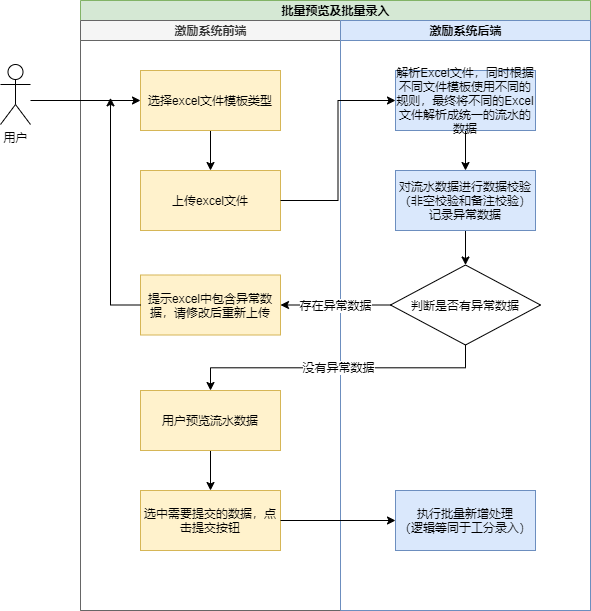 批量预览及批量录入
激励系统前端
激励系统后端
用户
选择excel文件模板类型
解析Excel文件，同时根据
不同文件模板使用不同的
规则，最终将不同的Excel
文件解析成统一的流水的
数据
上传excel文件
对流水数据进行数据校验
（非空校验和备注校验）
记录异常数据
提示excel中包含异常数
据，请修改后重新上传
存在异常数据
判断是否有异常数据
没有异常数据
用户预览流水数据
选中需要提交的数据，点
击提交按钮
执行批量新增处理
（逻辑等同于工分录入）